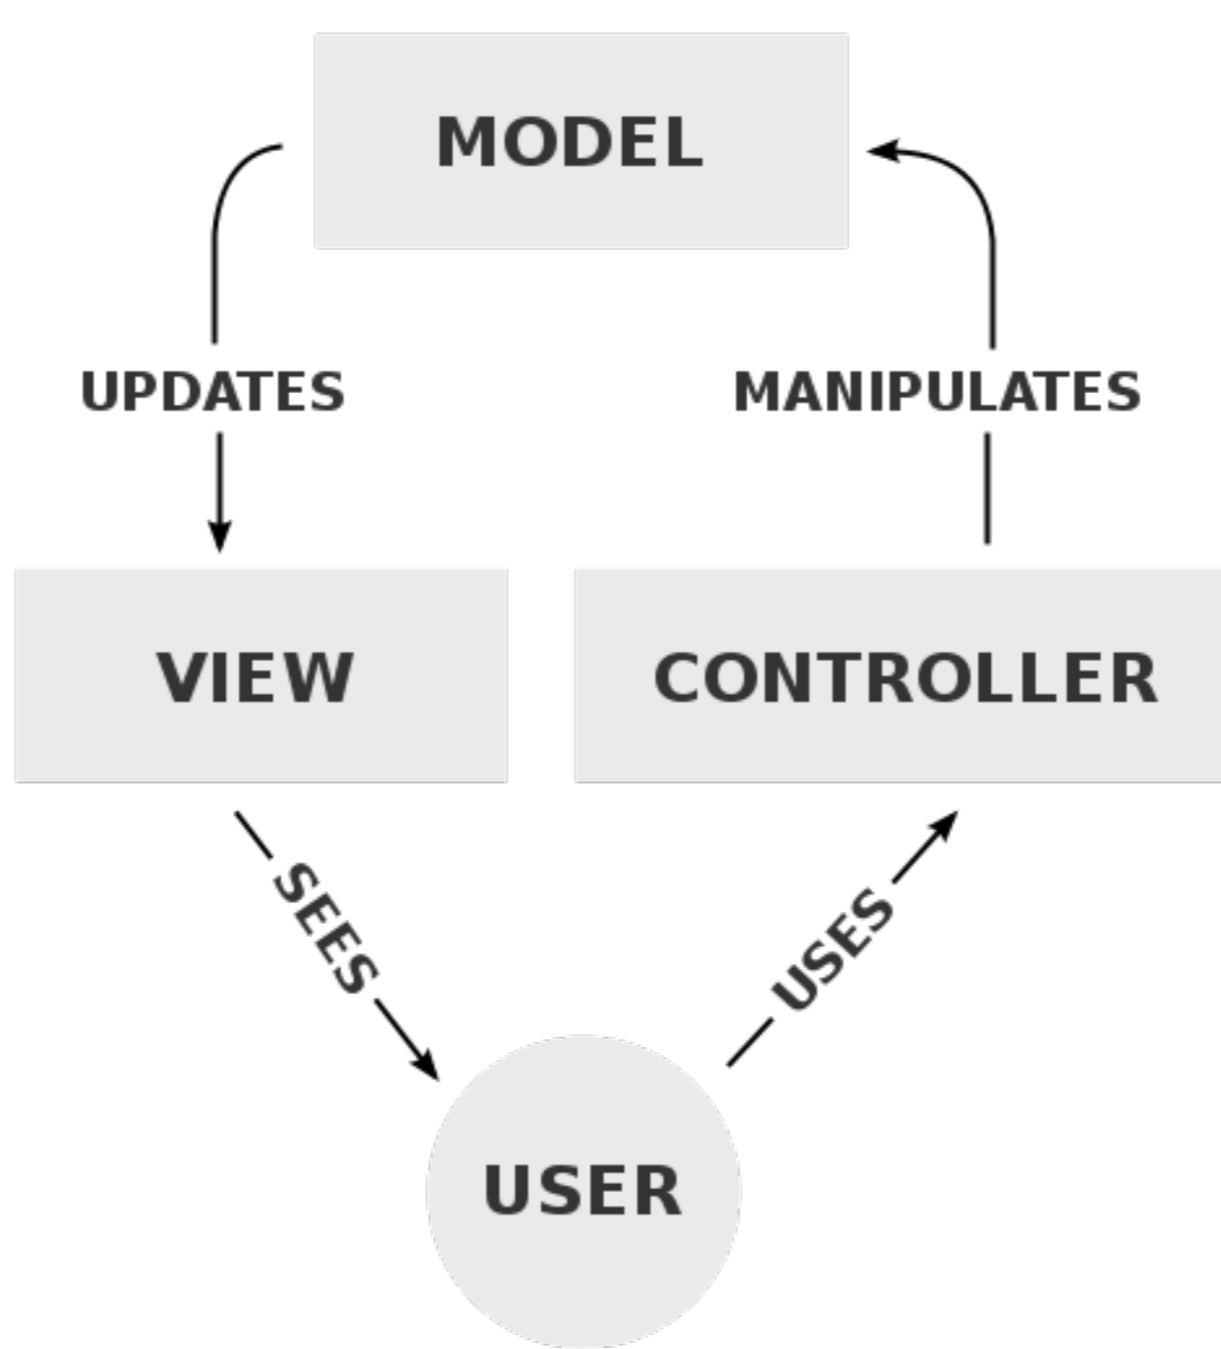 MODEL
UPDATES
MANIPULATES
VIEW
CONTROLLER
SEES
USES
USER